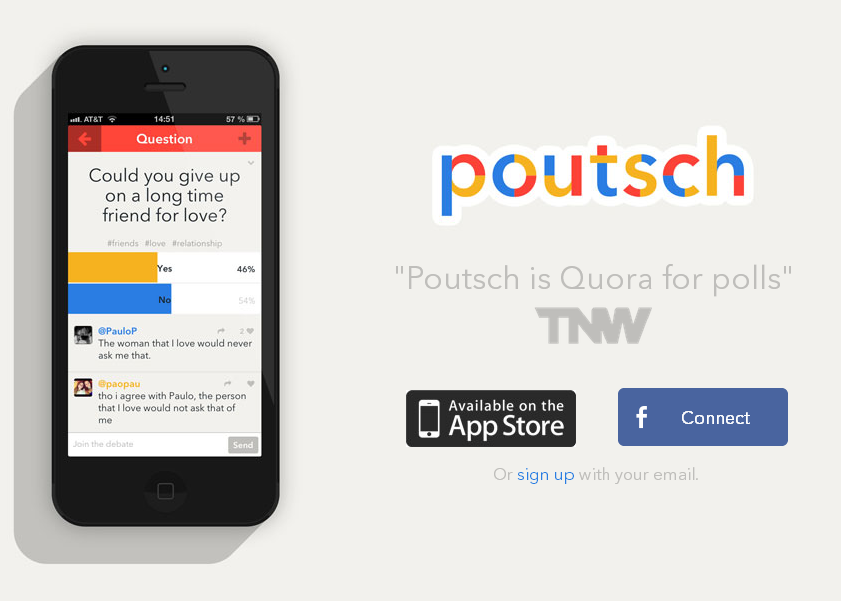 AT&T 14:51 57 %
Question
Could you give up
on a long time
friend for love?
#friends #love #relationship
Yes 46%
No 54%
@PauloP 2
The woman that I love would never
ask me that.
@paopau
tho i agree with Paulo, the person
that I love would not ask that of
me
Join the debate Send
poutsch
"Poutsch is Quora for polls"
TNW
Available on the
App Store
f Connect
Or sign up with your email.